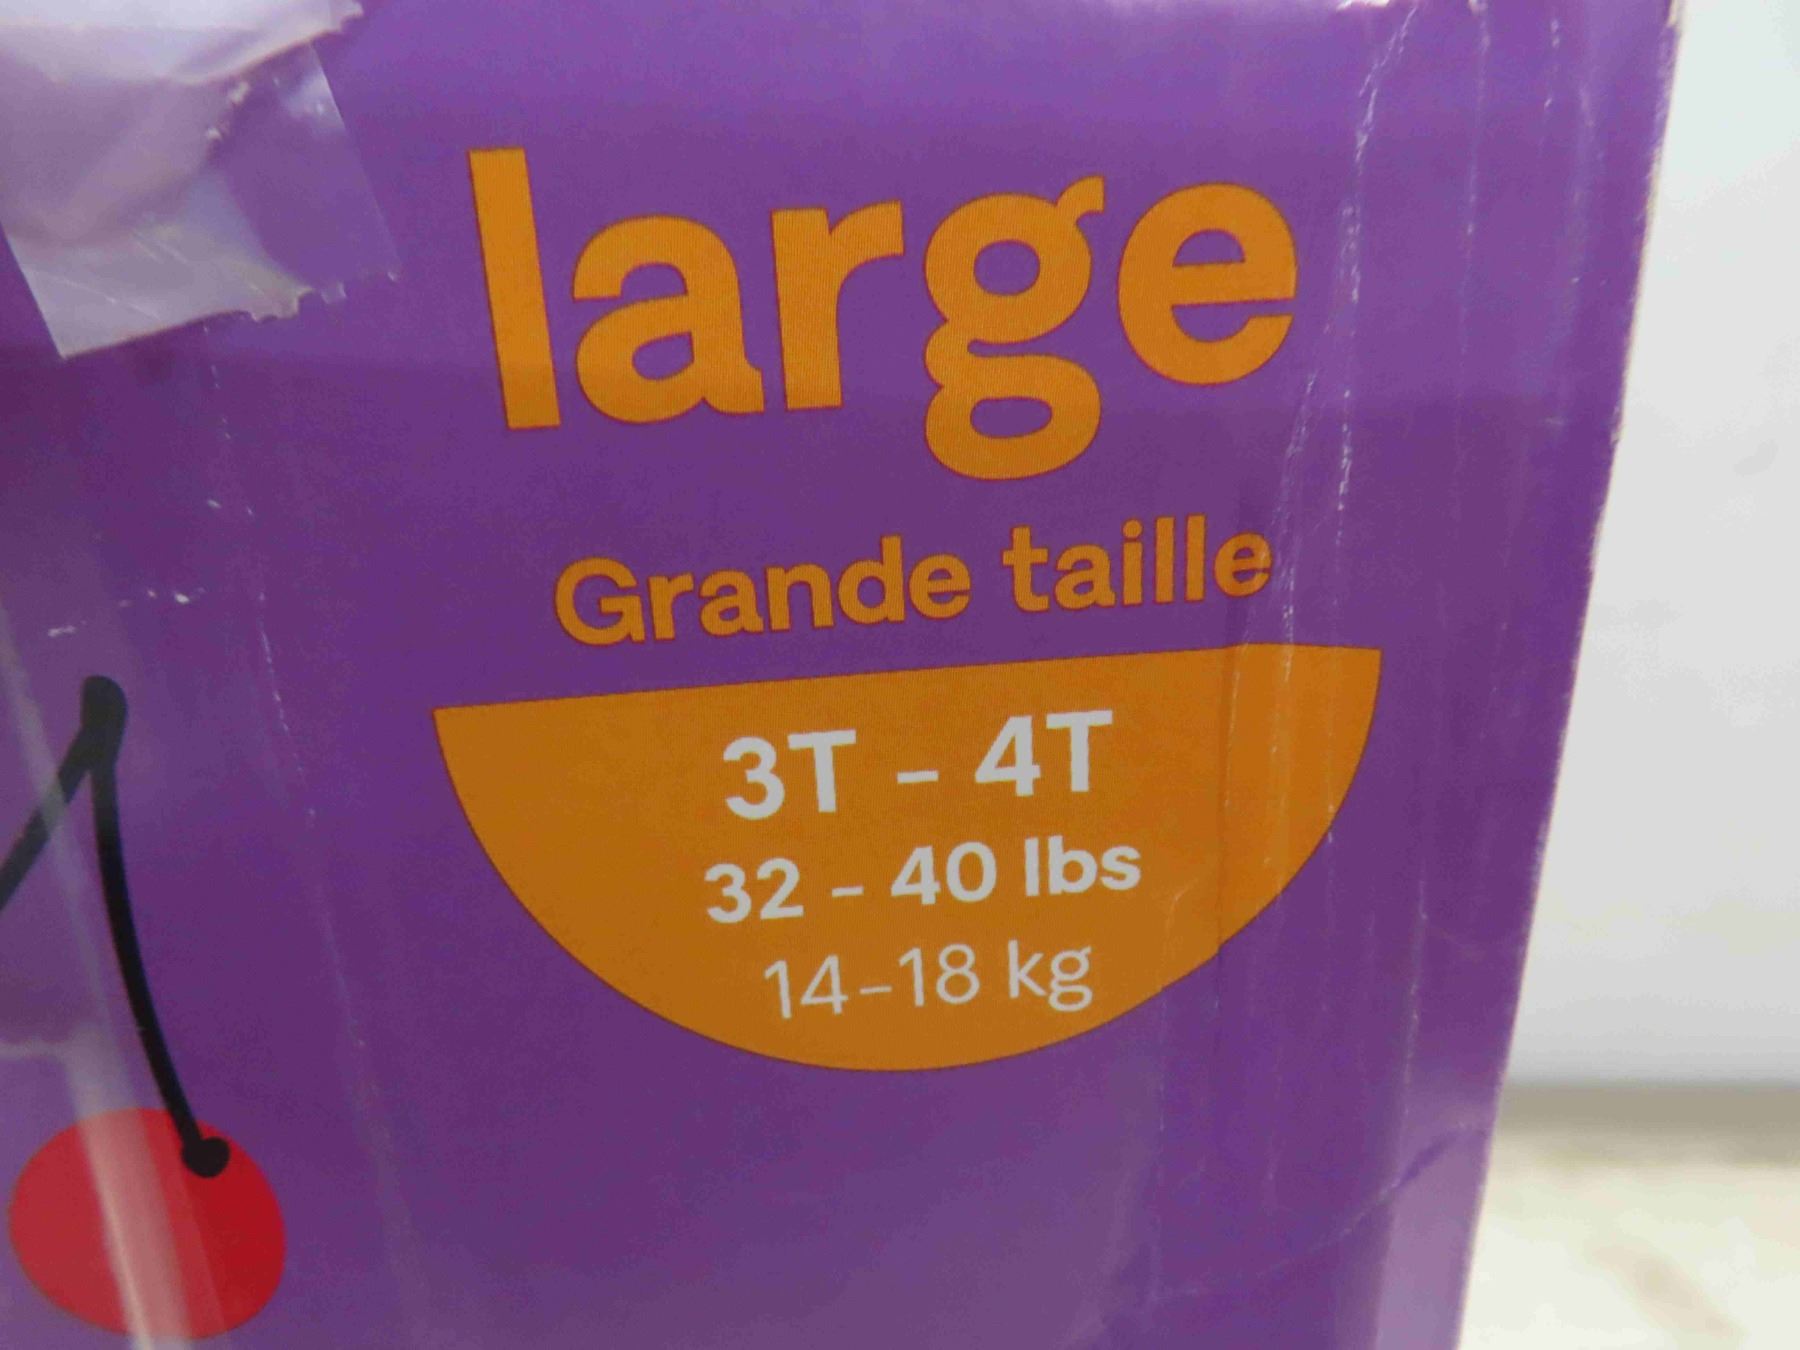 large
Grande taille
3T - 4T
32 - 40 lbs
14-18 kg